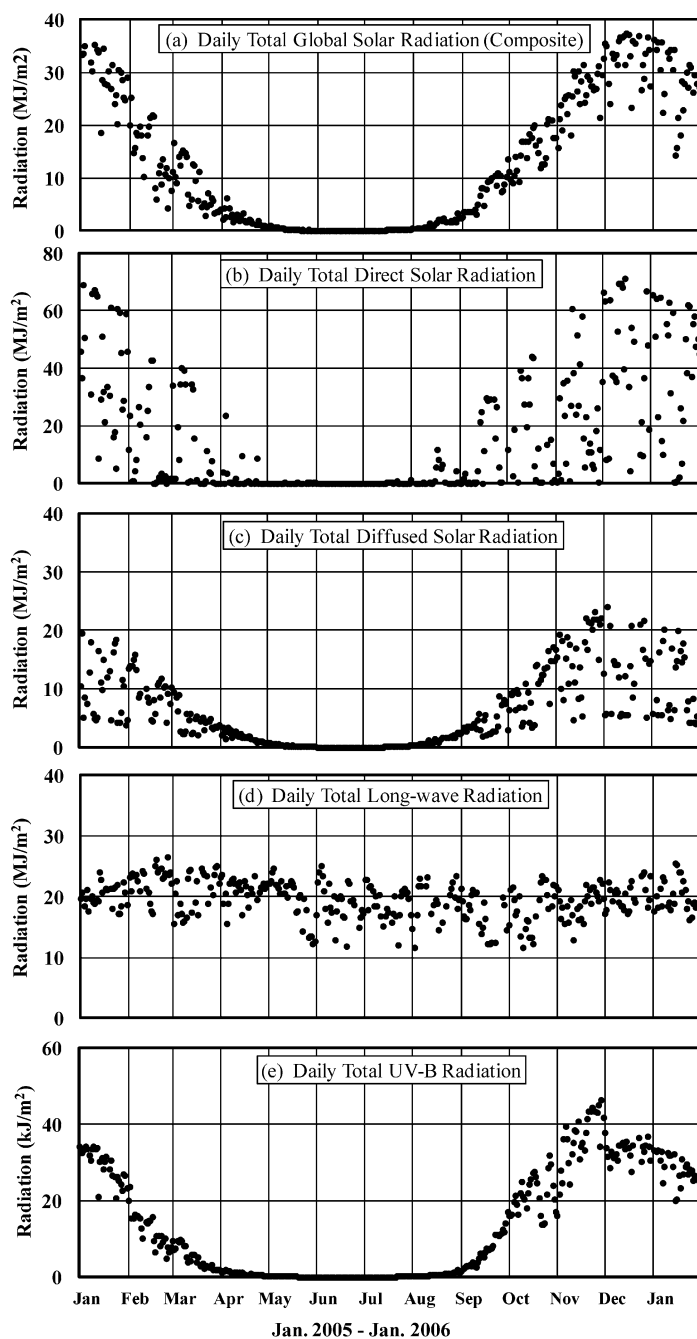 (a) Daily Total Global Solar Radiation (Composite)
Radiation (MJ/m2)
40
30
20
10
0
(b) Daily Total Direct Solar Radiation
Radiation (MJ/m²)
80
60
40
20
0
(c) Daily Total Diffused Solar Radiation
Radiation (MJ/m²)
40
30
20
10
0
(d) Daily Total Long-wave Radiation
Radiation (MJ/m²)
40
30
20
10
0
(e) Daily Total UV-B Radiation
Radiation (kJ/m²)
60
40
20
0
Jan Feb Mar Apr May Jun Jul Aug Sep Oct Nov Dec Jan
Jan. 2005 - Jan. 2006